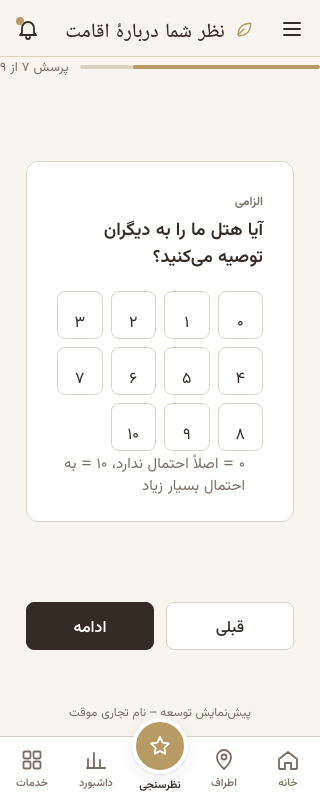 نظر شما دربارهٔ اقامت
پرسش ۷ از ۹
الزامی
آیا هتل ما را به دیگران
توصیه می‌کنید؟
۰ ۱ ۲ ۳
۴ ۵ ۶ ۷
۸ ۹ ۱۰
۰ = اصلاً احتمال ندارد، ۱۰ = به
احتمال بسیار زیاد
قبلی ادامه
پیش‌نمایش توسعه – نام تجاری موقت
خانه اطراف نظرسنجی داشبورد خدمات